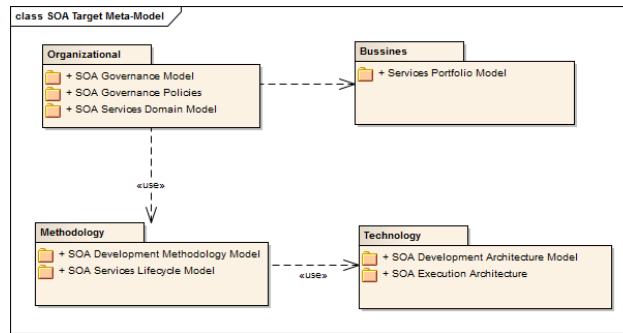 class SOA Target Meta-Model
Organizational
+ SOA Governance Model
+ SOA Governance Policies
+ SOA Services Domain Model
Bussines
+ Services Portfolio Model
«use»
Methodology
+ SOA Development Methodology Model
+ SOA Services Lifecycle Model
«use»
Technology
+ SOA Development Architecture Model
+ SOA Execution Architecture